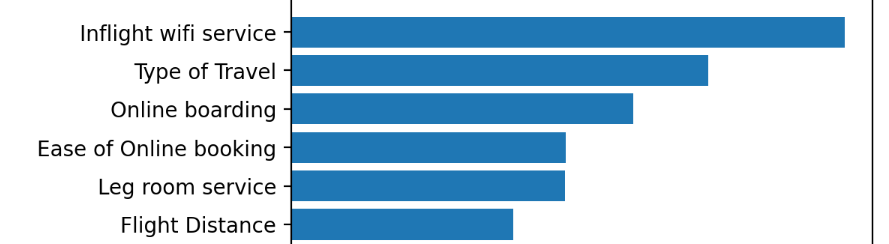 Inflight wifi service
Type of Travel
Online boarding
Ease of Online booking
Leg room service
Flight Distance